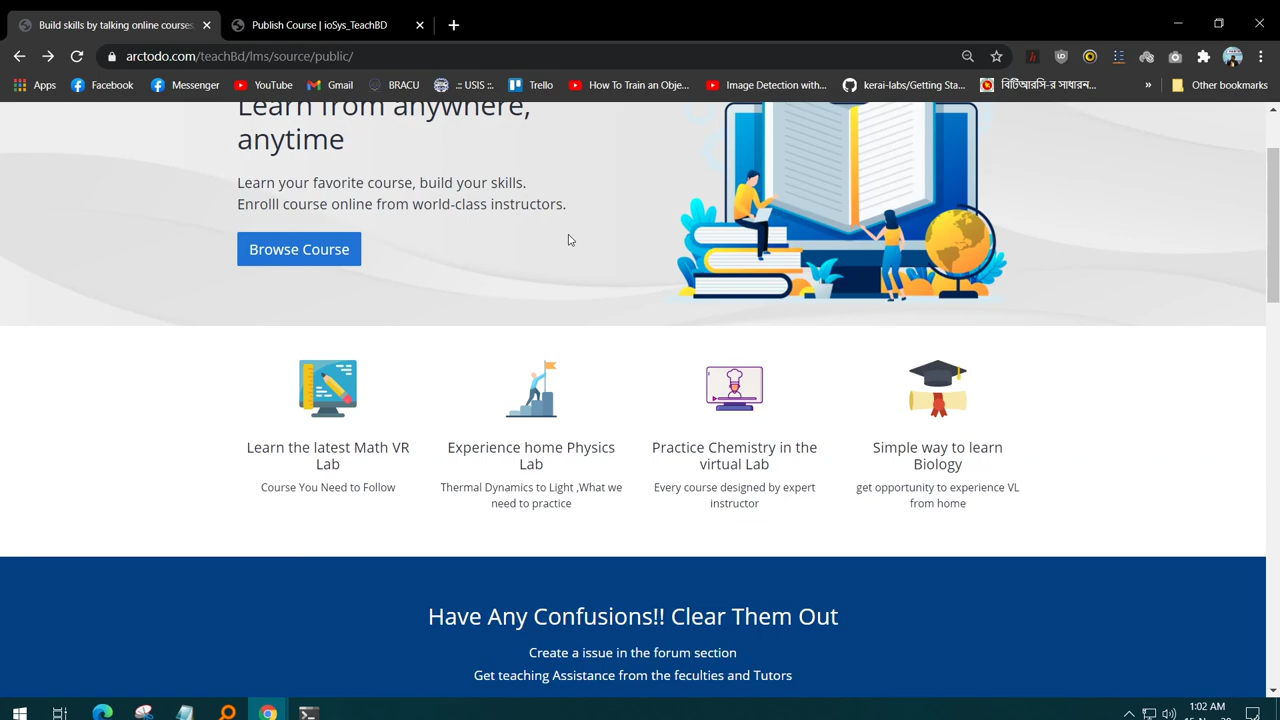 Build skills by talking online courses
Publish Course | ioSys_TeachBD
arctodo.com/teachBd/lms/source/public/
Apps
Facebook
Messenger
YouTube
Gmail
BRACU
.:: USIS ::.
Trello
How To Train an Obje...
Image Detection with...
kerai-labs/Getting Sta...
বিটিআরসি-র সাধারন...
»
Other bookmarks
Learn from anywhere,
anytime
Learn your favorite course, build your skills.
Enrolll course online from world-class instructors.
Browse Course
Learn the latest Math VR
Lab
Course You Need to Follow
Experience home Physics
Lab
Thermal Dynamics to Light ,What we
need to practice
Practice Chemistry in the
virtual Lab
Every course designed by expert
instructor
Simple way to learn
Biology
get opportunity to experience VL
from home
Have Any Confusions!! Clear Them Out
Create a issue in the forum section
Get teaching Assistance from the feculties and Tutors
1:02 AM